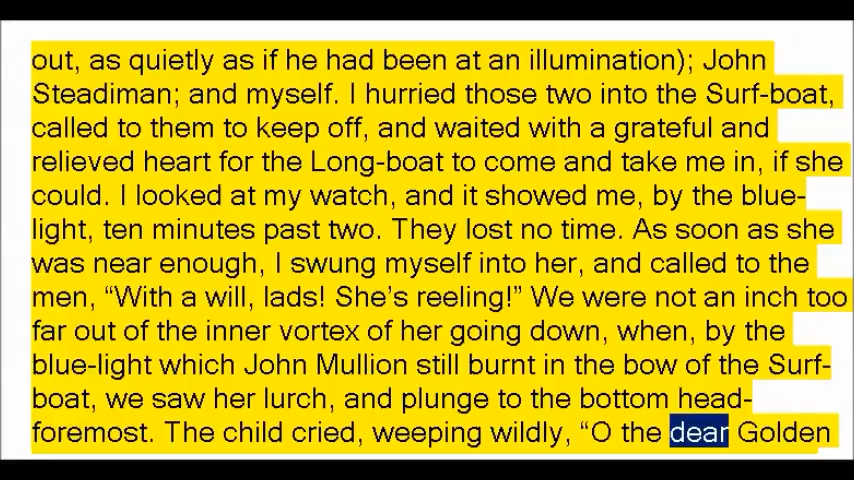 out, as quietly as if he had been at an illumination); John
Steadiman; and myself. I hurried those two into the Surf-boat,
called to them to keep off, and waited with a grateful and
relieved heart for the Long-boat to come and take me in, if she
could. I looked at my watch, and it showed me, by the blue-
light, ten minutes past two. They lost no time. As soon as she
was near enough, I swung myself into her, and called to the
men, “With a will, lads! She’s reeling!” We were not an inch too
far out of the inner vortex of her going down, when, by the
blue-light which John Mullion still burnt in the bow of the Surf-
boat, we saw her lurch, and plunge to the bottom head-
foremost. The child cried, weeping wildly, “O the dear Golden